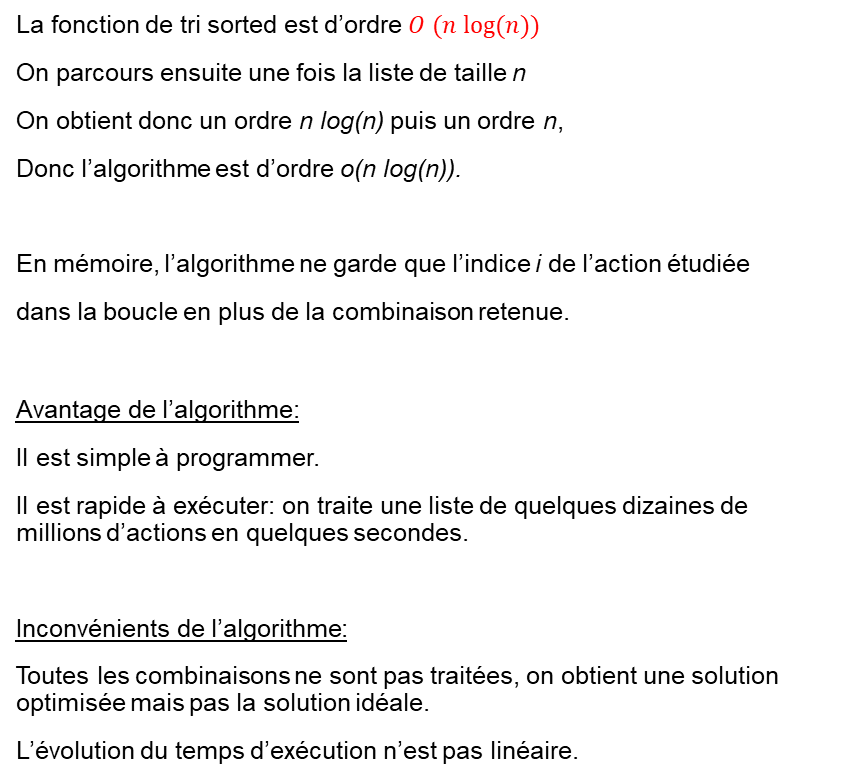 La fonction de tri sorted est d’ordre O (n log(n))
On parcours ensuite une fois la liste de taille n
On obtient donc un ordre n log(n) puis un ordre n,
Donc l’algorithme est d’ordre o(n log(n)).
En mémoire, l’algorithme ne garde que l’indice i de l’action étudiée
dans la boucle en plus de la combinaison retenue.
Avantage de l’algorithme:
Il est simple à programmer.
Il est rapide à exécuter: on traite une liste de quelques dizaines de
millions d’actions en quelques secondes.
Inconvénients de l’algorithme:
Toutes les combinaisons ne sont pas traitées, on obtient une solution
optimisée mais pas la solution idéale.
L’évolution du temps d’exécution n’est pas linéaire.